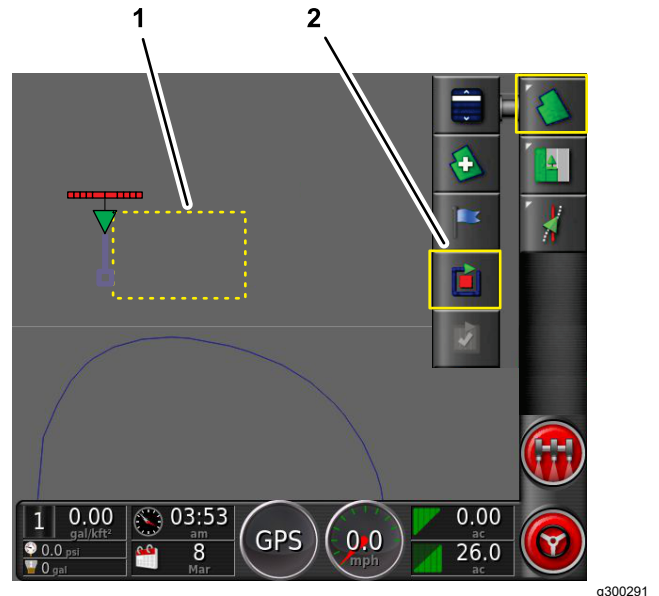 1 2
1 0.00
gal/kft²
0.0 psi
0 gal
03:53
am
8
Mar
GPS
0.0
mph
0.00
ac
26.0
ac
g300291